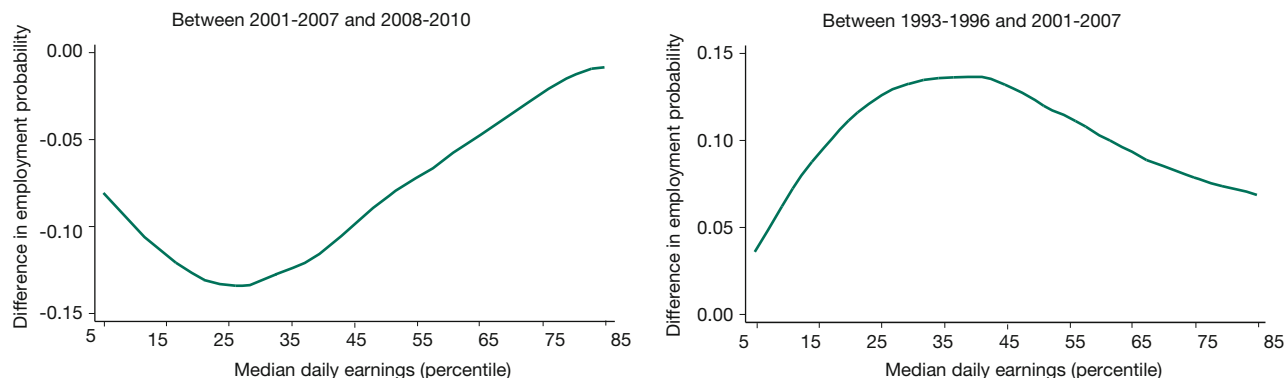 Between 2001-2007 and 2008-2010
Difference in employment probability
0.00
-0.05
-0.10
-0.15
5 15 25 35 45 55 65 75 85
Median daily earnings (percentile)
Between 1993-1996 and 2001-2007
Difference in employment probability
0.15
0.10
0.05
0.00
5 15 25 35 45 55 65 75 85
Median daily earnings (percentile)